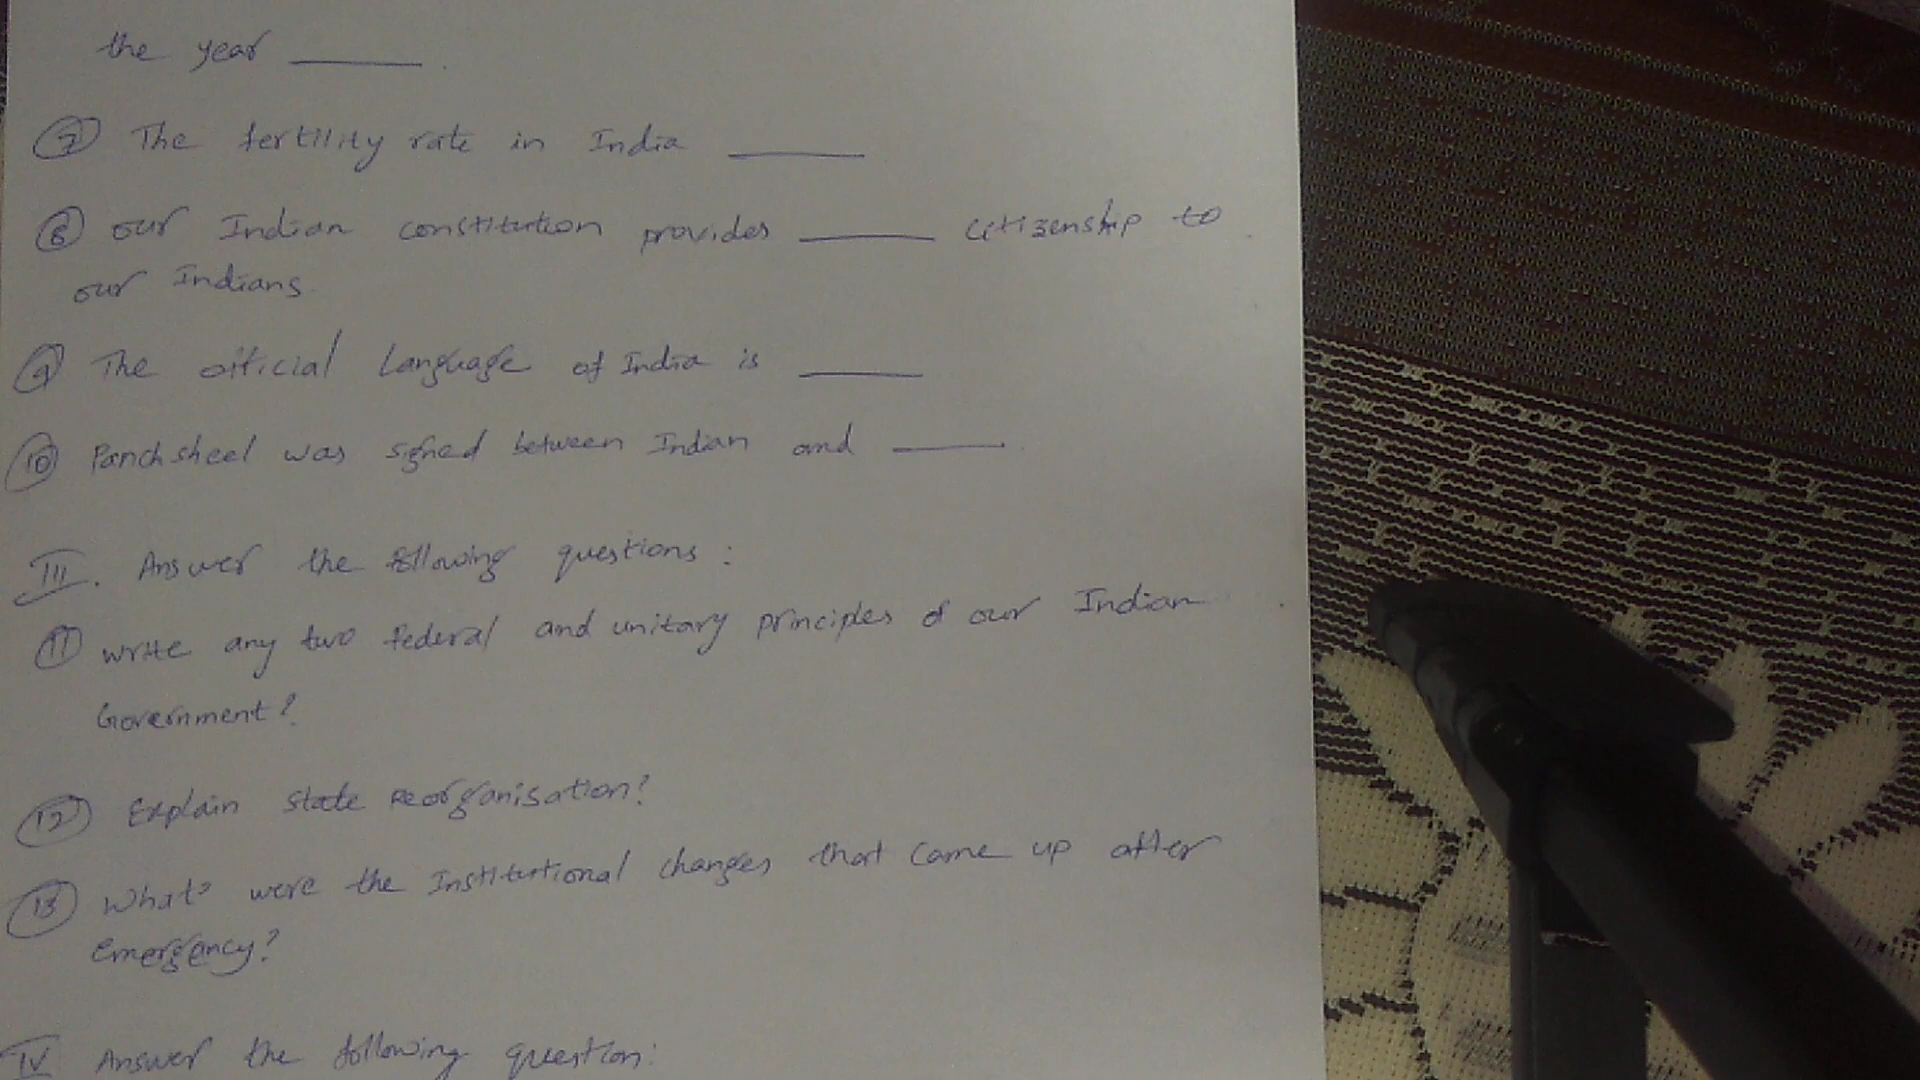 the year ______.
⑦ The fertility rate in India ______
⑧ our Indian constitution provides ______ citizenship to
our Indians.
⑨ The official language of India is ______
⑩ Panchsheel was signed between Indian and ______.
III. Answer the following questions:
⑪ write any two federal and unitary principles of our Indian
Government?
⑫ Explain state Reorganisation?
⑬ What were the Institutional changes that came up after
emergency?
IV Answer the following question: